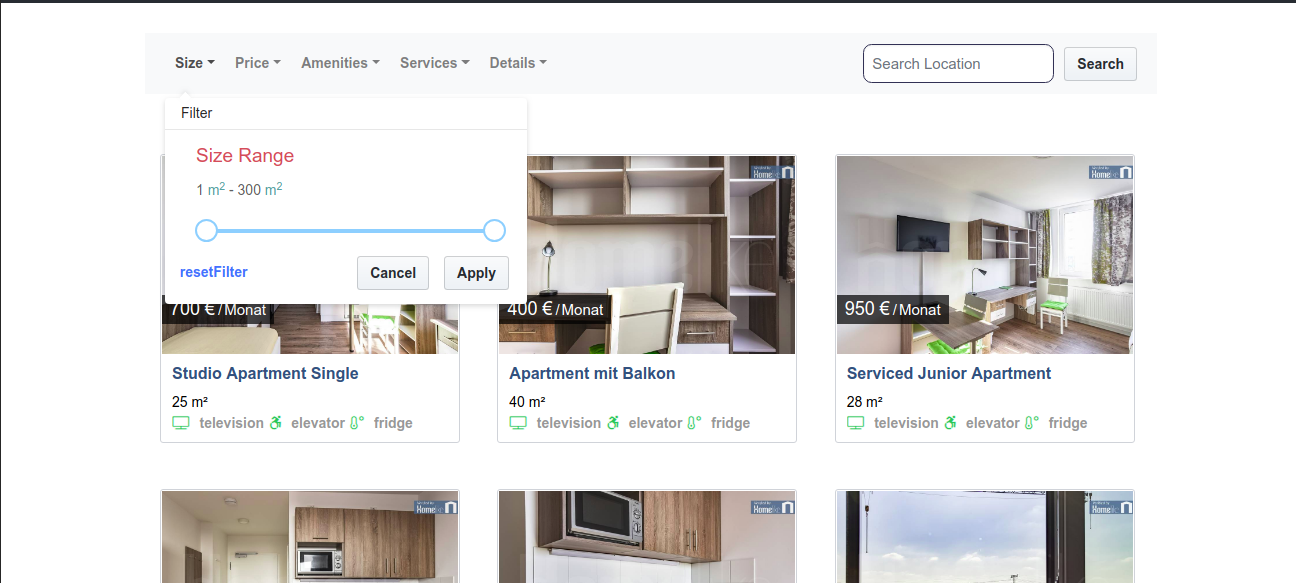 Size Price Amenities Services Details Search Location Search
Filter
Size Range
1 m² - 300 m²
resetFilter Cancel Apply
700 €/Monat
400 €/Monat
950 €/Monat
Studio Apartment Single
25 m²
television elevator fridge
Apartment mit Balkon
40 m²
television elevator fridge
Serviced Junior Apartment
28 m²
television elevator fridge